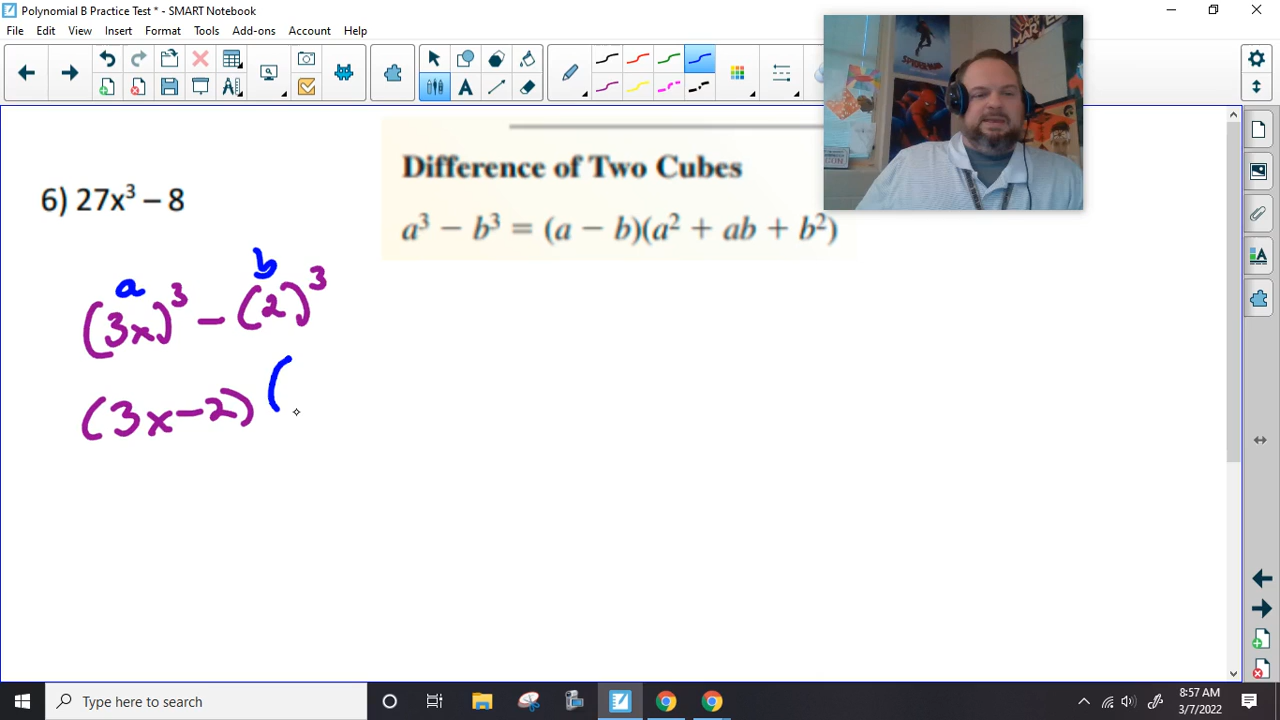 Polynomial B Practice Test * - SMART Notebook
File Edit View Insert Format Tools Add-ons Account Help
Difference of Two Cubes
6) 27x³ – 8
a³ − b³ = (a − b)(a² + ab + b²)
a b
(3x)³ − (2)³
(3x−2) (
Type here to search
8:57 AM
3/7/2022